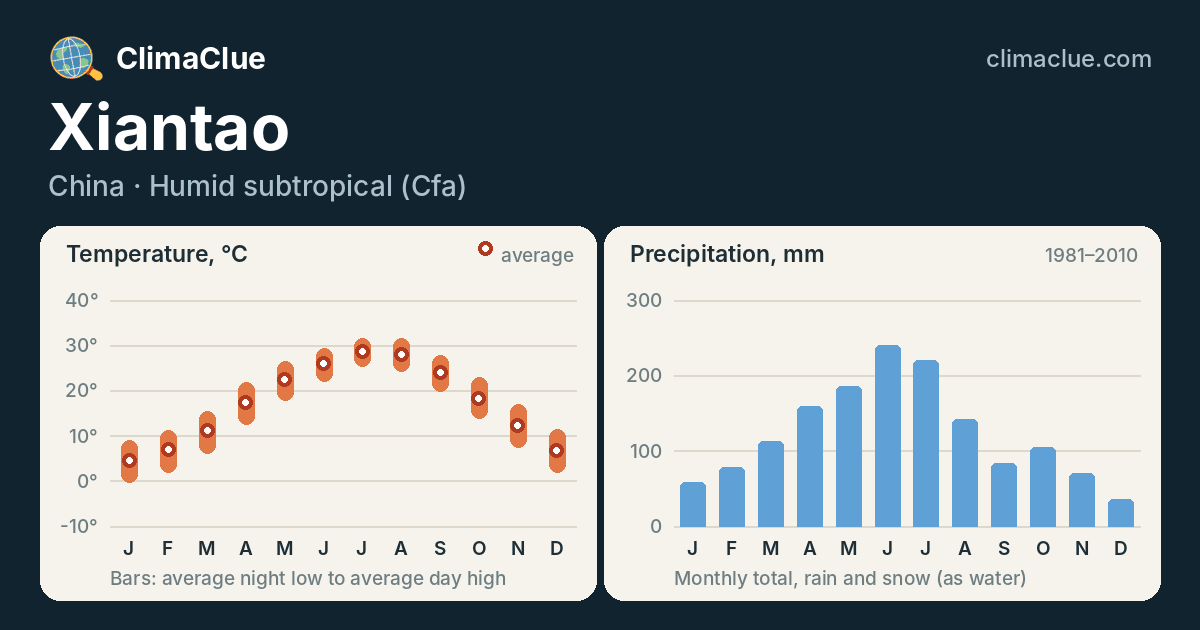 ClimaClue
climaclue.com
Xiantao
China · Humid subtropical (Cfa)
Temperature, °C
average
40°
30°
20°
10°
0°
-10°
J F M A M J J A S O N D
Bars: average night low to average day high
Precipitation, mm
1981–2010
300
200
100
0
J F M A M J J A S O N D
Monthly total, rain and snow (as water)